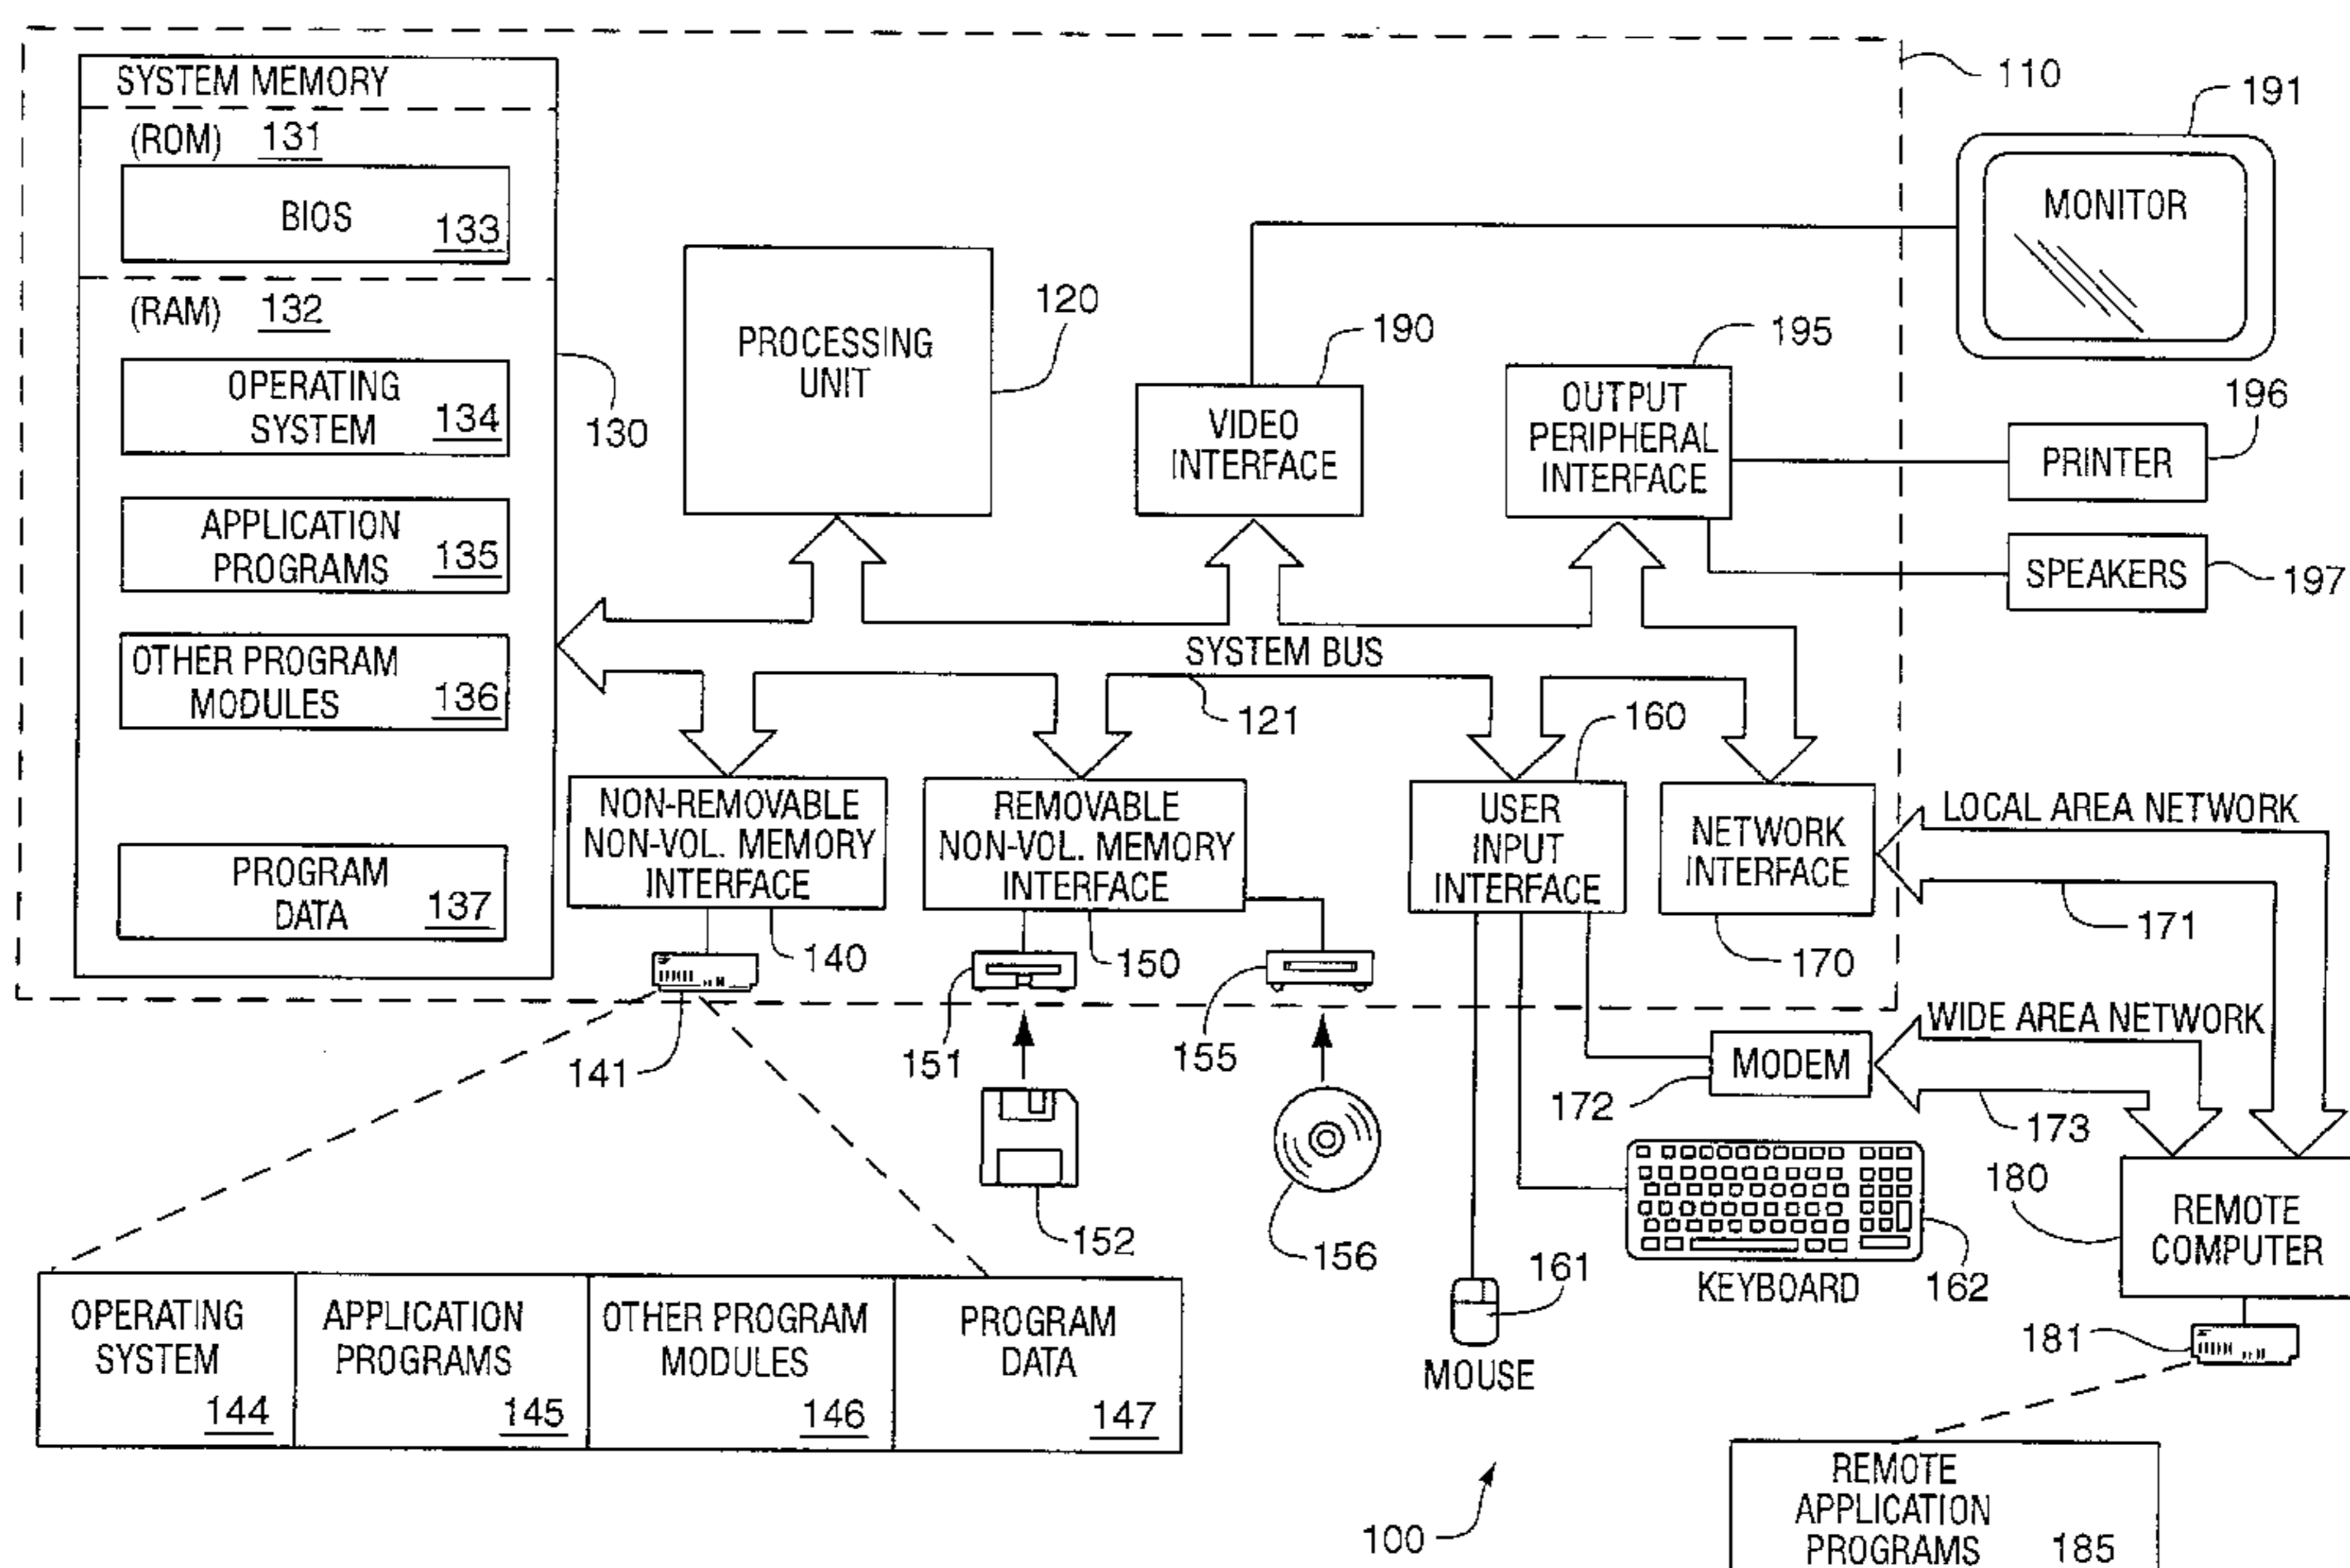 SYSTEM MEMORY
(ROM) 131
BIOS 133
(RAM) 132
OPERATING
SYSTEM 134
APPLICATION
PROGRAMS 135
OTHER PROGRAM
MODULES 136
PROGRAM
DATA 137
130
PROCESSING
UNIT
120
VIDEO
INTERFACE
190
OUTPUT
PERIPHERAL
INTERFACE
195
110
191
MONITOR
196
PRINTER
SPEAKERS
197
SYSTEM BUS
121
NON-REMOVABLE
NON-VOL. MEMORY
INTERFACE
140
REMOVABLE
NON-VOL. MEMORY
INTERFACE
150
160
USER
INPUT
INTERFACE
NETWORK
INTERFACE
170
LOCAL AREA NETWORK
171
141
151
155
152
156
WIDE AREA NETWORK
MODEM
172
173
180
REMOTE
COMPUTER
KEYBOARD
162
161
MOUSE
181
OPERATING
SYSTEM
144
APPLICATION
PROGRAMS
145
OTHER PROGRAM
MODULES
146
PROGRAM
DATA
147
100
REMOTE
APPLICATION
PROGRAMS 185